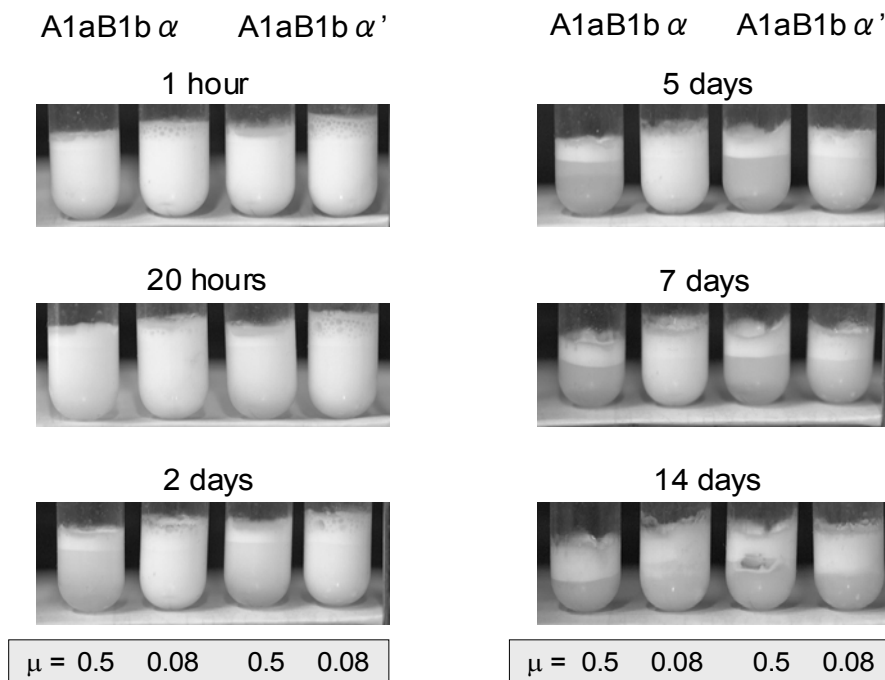 A1aB1b α A1aB1b α’
1 hour
20 hours
2 days
μ = 0.5 0.08 0.5 0.08
A1aB1b α A1aB1b α’
5 days
7 days
14 days
μ = 0.5 0.08 0.5 0.08